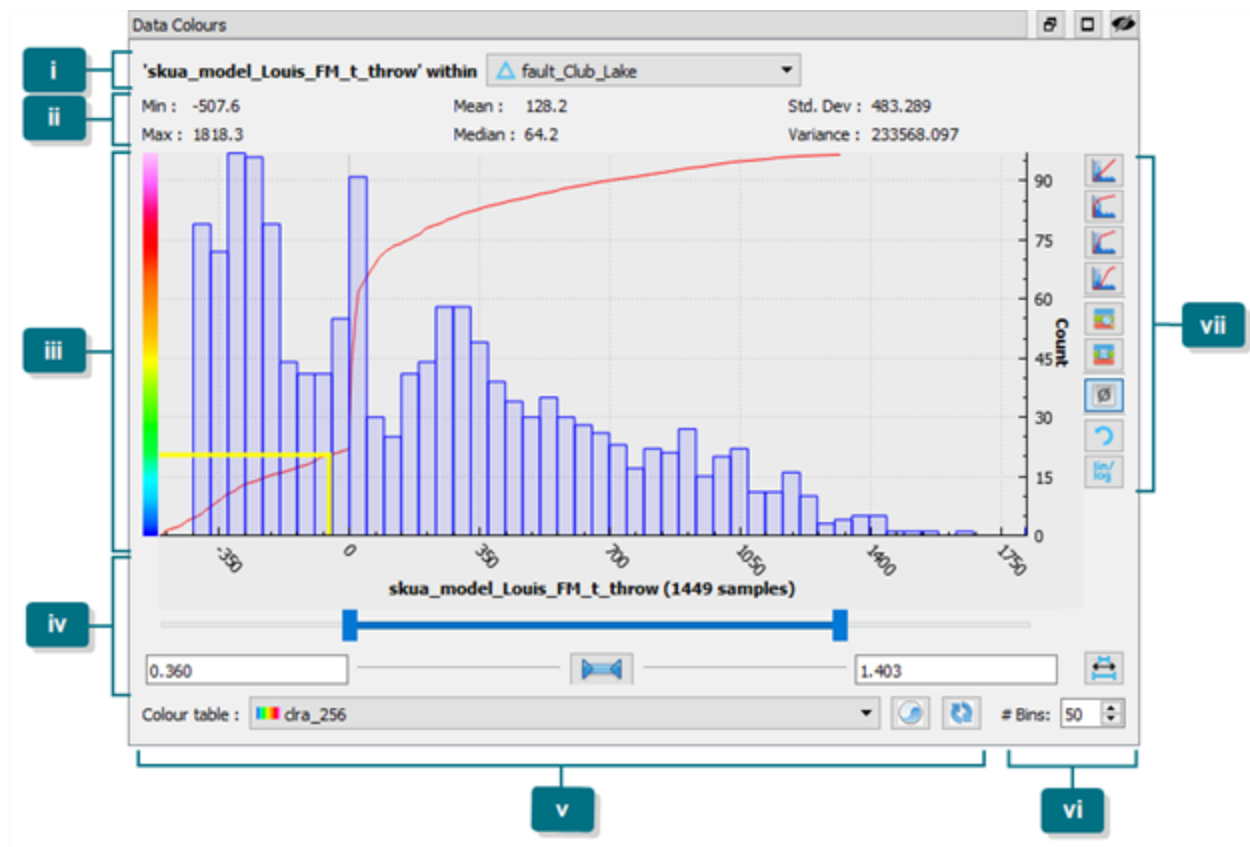 Data Colours
i
'skua_model_Louis_FM_t_throw' within fault_Club_Lake
ii
Min : -507.6 Mean : 128.2 Std. Dev : 483.289
Max : 1818.3 Median : 64.2 Variance : 233568.097
90
75
60
45
30
15
0
Count
iii
vii
lin/
log
-350 0 350 700 1050 1400 1750
skua_model_Louis_FM_t_throw (1449 samples)
iv
0.360 1.403
Colour table : clra_256 # Bins: 50
v vi